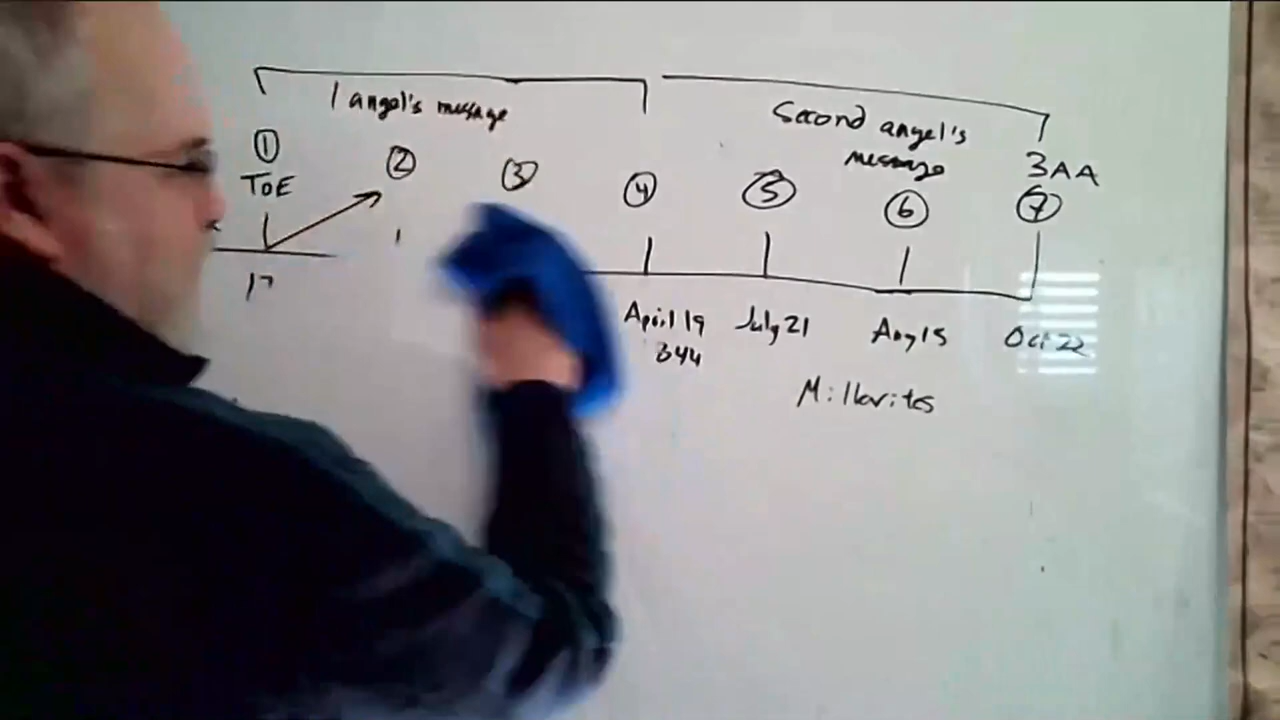 1 angel's message
Second angel's
message
3AA
① ② ③ ④ ⑤ ⑥ ⑦
TOE
April 19
844
July 21
Aug 15
Oct 22
Millerites